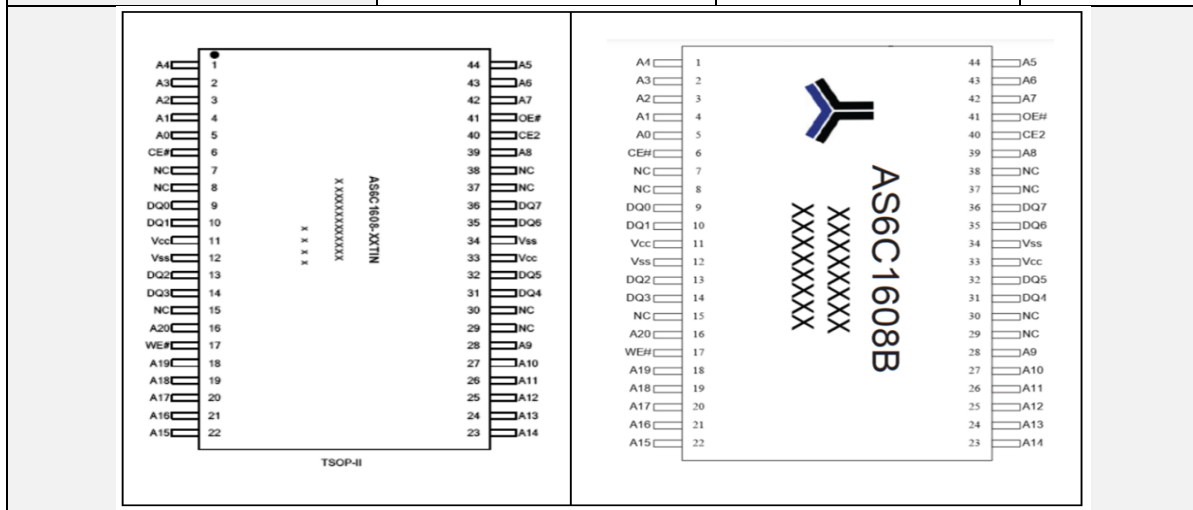 A4 1 44 A5
A3 2 43 A6
A2 3 42 A7
A1 4 41 OE#
A0 5 40 CE2
CE# 6 39 A8
NC 7 38 NC
NC 8 37 NC
DQ0 9 36 DQ7
DQ1 10 35 DQ6
Vcc 11 34 Vss
Vss 12 33 Vcc
DQ2 13 32 DQ5
DQ3 14 31 DQ4
NC 15 30 NC
A20 16 29 NC
WE# 17 28 A9
A19 18 27 A10
A18 19 26 A11
A17 20 25 A12
A16 21 24 A13
A15 22 23 A14
AS6C1608-XXTIN
XXXXXXXXXXXXX
X X X X
TSOP-II
A4 1 44 A5
A3 2 43 A6
A2 3 42 A7
A1 4 41 OE#
A0 5 40 CE2
CE# 6 39 A8
NC 7 38 NC
NC 8 37 NC
DQ0 9 36 DQ7
DQ1 10 35 DQ6
Vcc 11 34 Vss
Vss 12 33 Vcc
DQ2 13 32 DQ5
DQ3 14 31 DQ4
NC 15 30 NC
A20 16 29 NC
WE# 17 28 A9
A19 18 27 A10
A18 19 26 A11
A17 20 25 A12
A16 21 24 A13
A15 22 23 A14
AS6C1608B
XXXXXXXX
XXXXXXXX